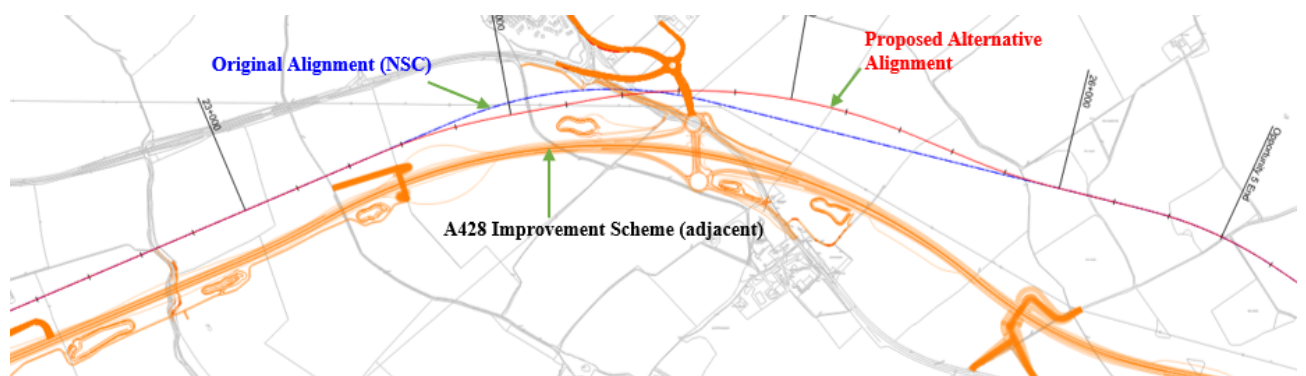 Original Alignment (NSC)
Proposed Alternative
Alignment
23+000
26+000
Opportunity 5 End
A428 Improvement Scheme (adjacent)